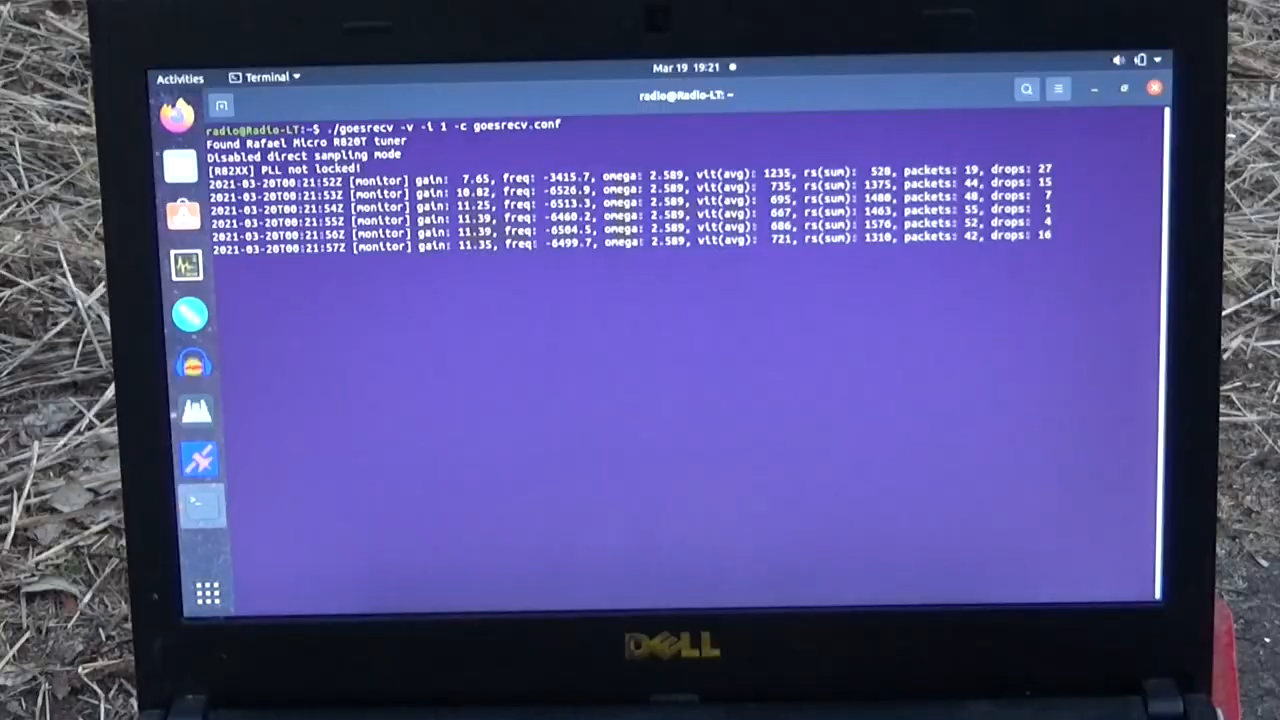 Activities
Terminal
Mar 19 19:21
radio@Radio-LT: ~
radio@Radio-LT:~$ ./goesrecv -v -i 1 -c goesrecv.conf
Found Rafael Micro R820T tuner
Disabled direct sampling mode
[R82XX] PLL not locked!
2021-03-20T00:21:52Z [monitor] gain:  7.65, freq: -3415.7, omega: 2.589, vit(avg): 1235, rs(sum):   528, packets: 19, drops: 27
2021-03-20T00:21:53Z [monitor] gain: 10.82, freq: -6526.9, omega: 2.589, vit(avg):  735, rs(sum):  1375, packets: 44, drops: 15
2021-03-20T00:21:54Z [monitor] gain: 11.25, freq: -6513.3, omega: 2.589, vit(avg):  695, rs(sum):  1480, packets: 48, drops:  7
2021-03-20T00:21:55Z [monitor] gain: 11.39, freq: -6460.2, omega: 2.589, vit(avg):  667, rs(sum):  1463, packets: 55, drops:  1
2021-03-20T00:21:56Z [monitor] gain: 11.39, freq: -6504.5, omega: 2.589, vit(avg):  686, rs(sum):  1576, packets: 52, drops:  4
2021-03-20T00:21:57Z [monitor] gain: 11.35, freq: -6499.7, omega: 2.589, vit(avg):  721, rs(sum):  1310, packets: 42, drops: 16
DELL